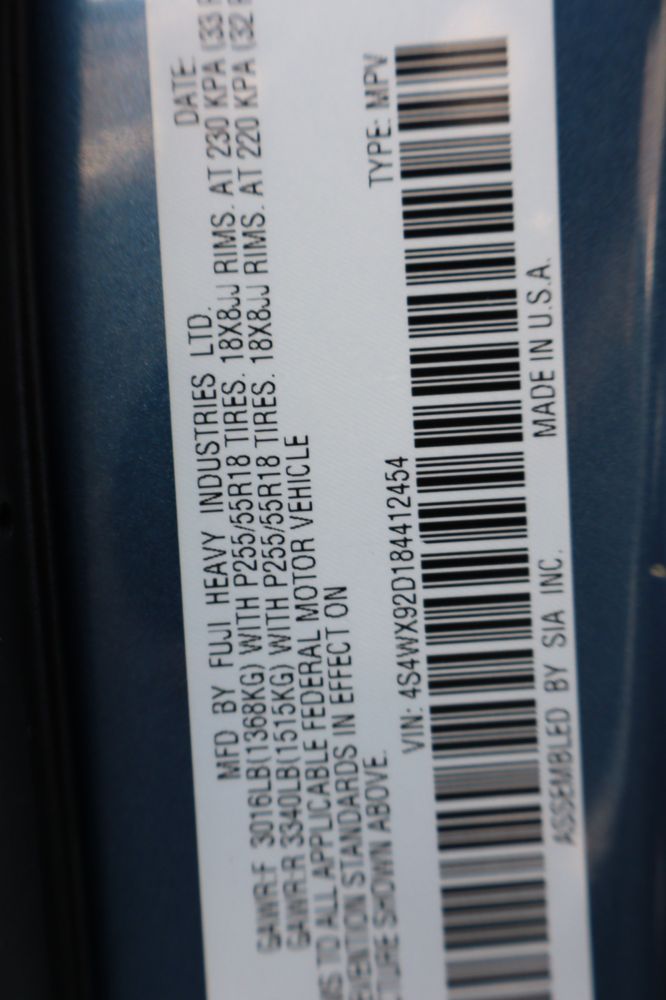 MFD BY FUJI HEAVY INDUSTRIES LTD. DATE:
GAWR:F 3016LB(1368KG) WITH P255/55R18 TIRES. 18X8JJ RIMS. AT 230 KPA (33
GAWR:R 3340LB(1515KG) WITH P255/55R18 TIRES. 18X8JJ RIMS. AT 220 KPA (32
TO ALL APPLICABLE FEDERAL MOTOR VEHICLE
STANDARDS IN EFFECT ON
SHOWN ABOVE.
VIN: 4S4WX92D184412454 TYPE: MPV
ASSEMBLED BY SIA INC. MADE IN U.S.A.